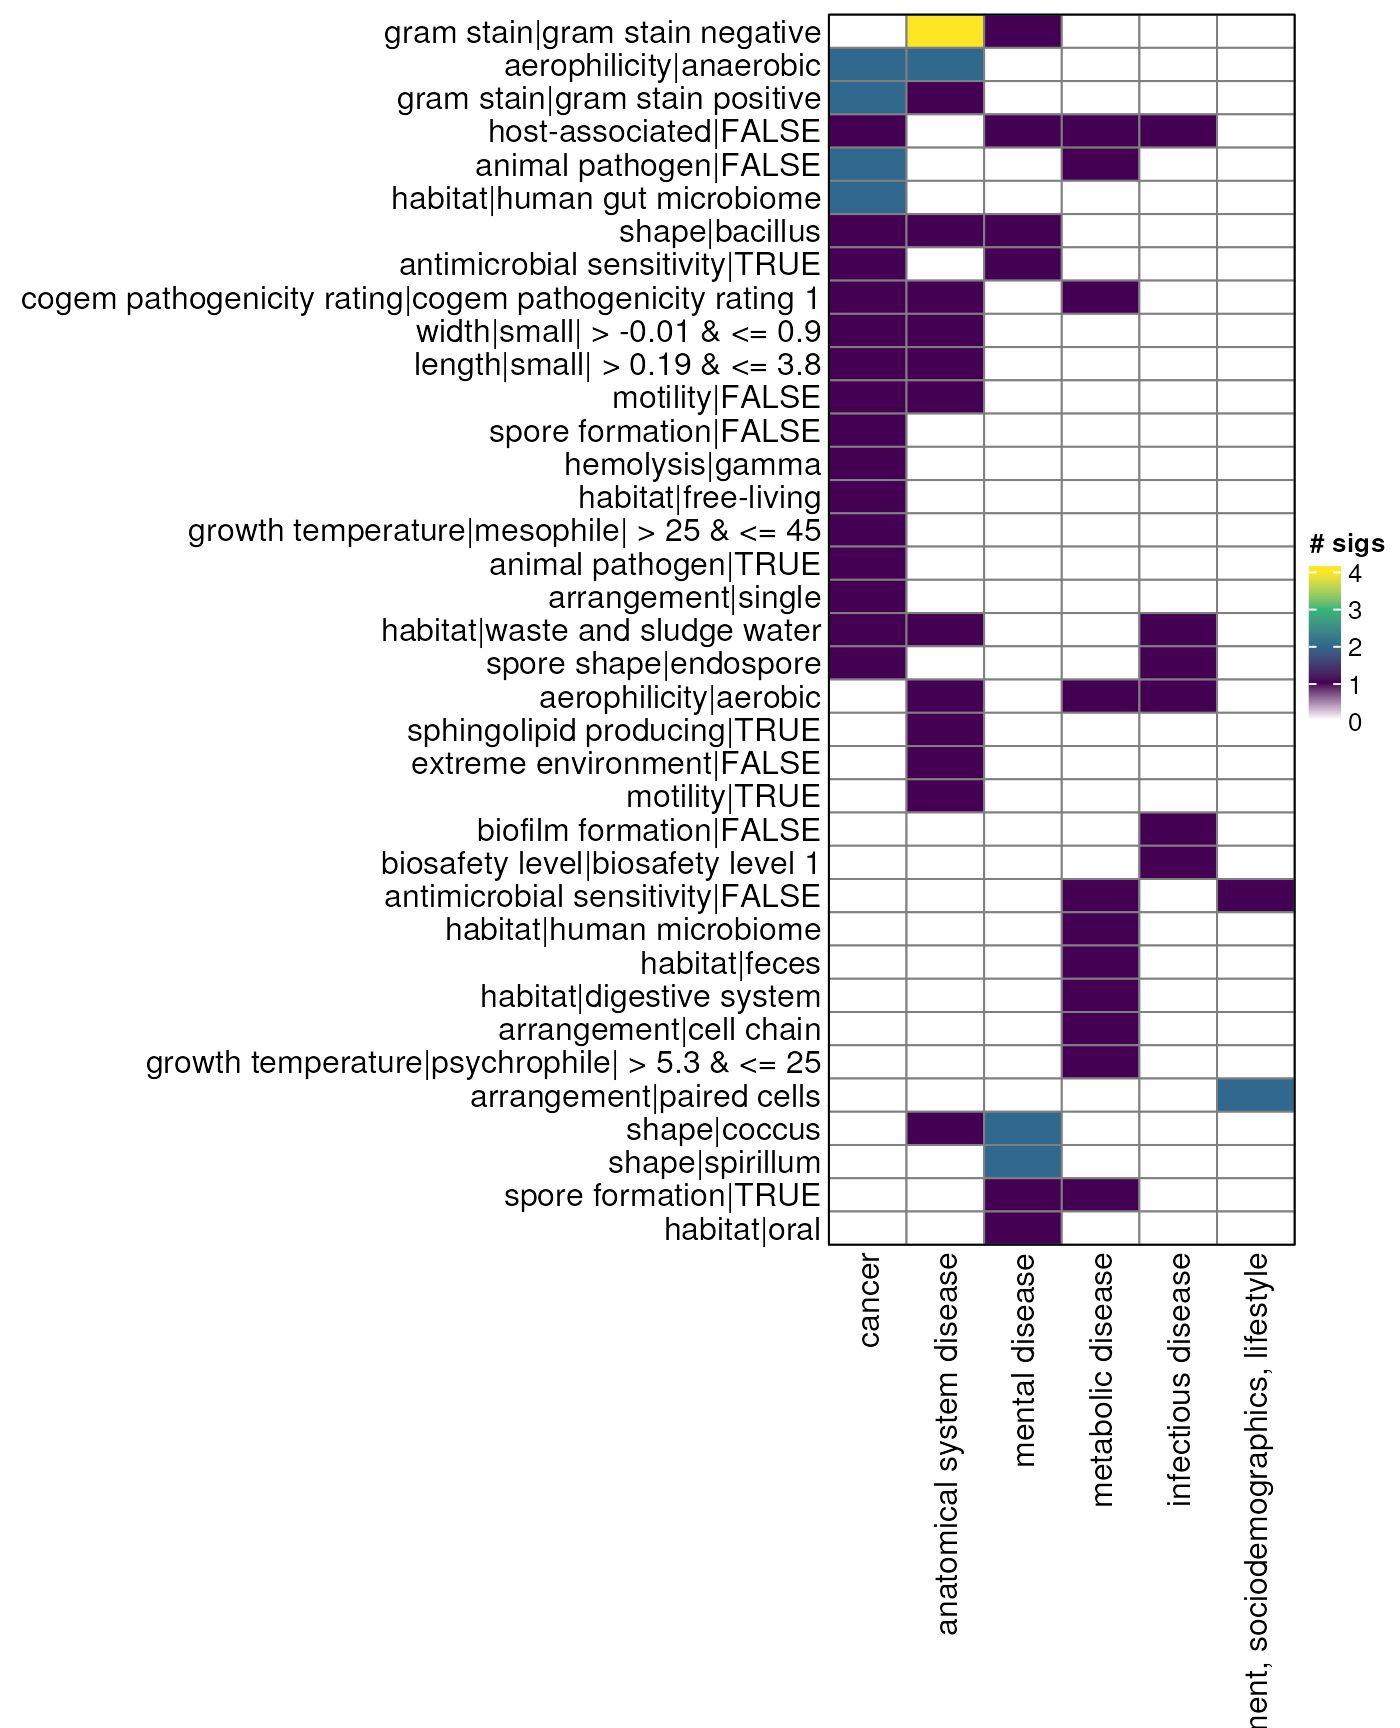 gram stain|gram stain negative
aerophilicity|anaerobic
gram stain|gram stain positive
host-associated|FALSE
animal pathogen|FALSE
habitat|human gut microbiome
shape|bacillus
antimicrobial sensitivity|TRUE
cogem pathogenicity rating|cogem pathogenicity rating 1
width|small| > -0.01 & <= 0.9
length|small| > 0.19 & <= 3.8
motility|FALSE
spore formation|FALSE
hemolysis|gamma
habitat|free-living
growth temperature|mesophile| > 25 & <= 45
animal pathogen|TRUE
arrangement|single
habitat|waste and sludge water
spore shape|endospore
aerophilicity|aerobic
sphingolipid producing|TRUE
extreme environment|FALSE
motility|TRUE
biofilm formation|FALSE
biosafety level|biosafety level 1
antimicrobial sensitivity|FALSE
habitat|human microbiome
habitat|feces
habitat|digestive system
arrangement|cell chain
growth temperature|psychrophile| > 5.3 & <= 25
arrangement|paired cells
shape|coccus
shape|spirillum
spore formation|TRUE
habitat|oral
# sigs
4
3
2
1
0
cancer
anatomical system disease
mental disease
metabolic disease
infectious disease
nent, sociodemographics, lifestyle